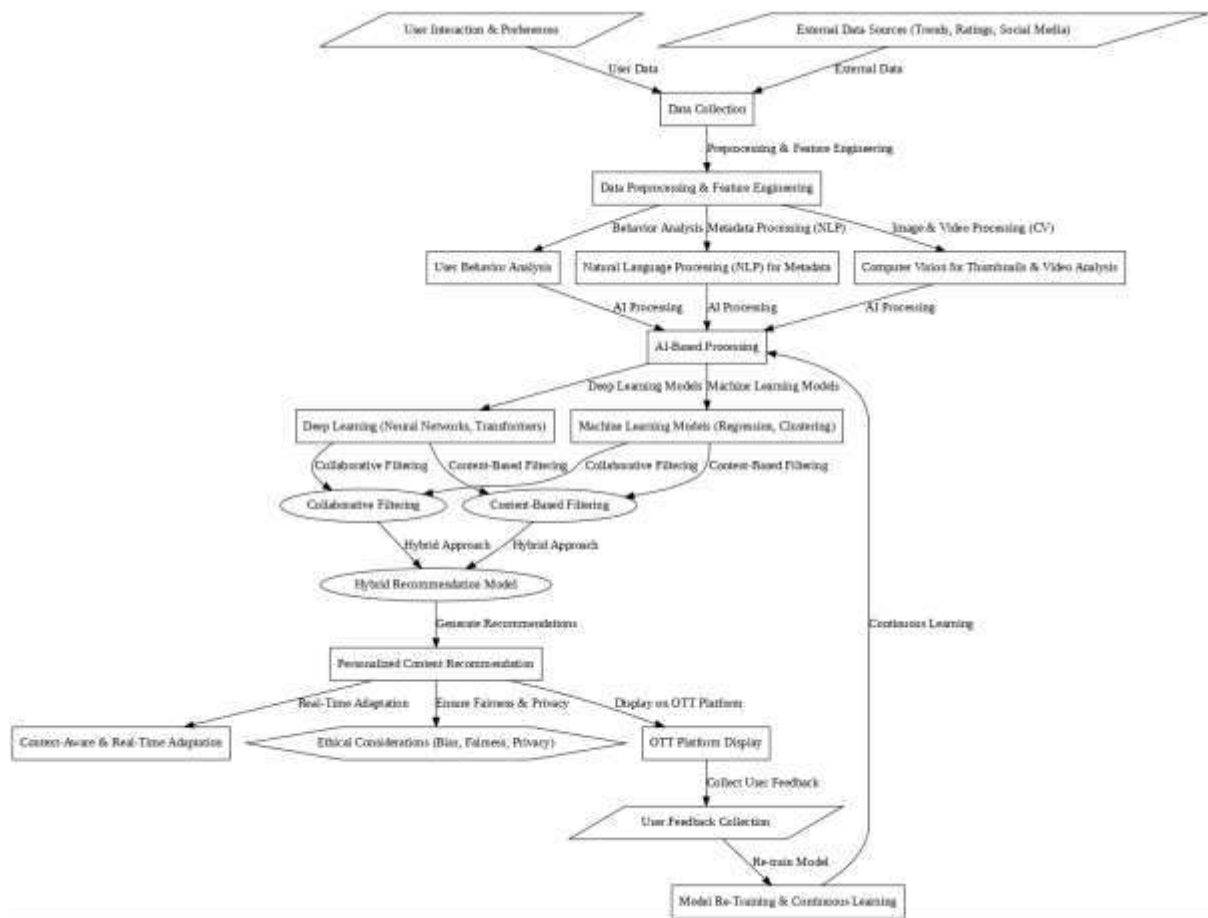 User Interaction & Preferences
External Data Sources (Trends, Ratings, Social Media)
User Data
External Data
Data Collection
Preprocessing & Feature Engineering
Data Preprocessing & Feature Engineering
Behavior Analysis
Metadata Processing (NLP)
Image & Video Processing (CV)
User Behavior Analysis
Natural Language Processing (NLP) for Metadata
Computer Vision for Thumbnails & Video Analysis
AI Processing
AI Processing
AI Processing
AI-Based Processing
Deep Learning Models
Machine Learning Models
Deep Learning (Neural Networks, Transformers)
Machine Learning Models (Regression, Clustering)
Collaborative Filtering
Content-Based Filtering
Collaborative Filtering
Content-Based Filtering
Collaborative Filtering
Content-Based Filtering
Hybrid Approach
Hybrid Approach
Hybrid Recommendation Model
Generate Recommendations
Continuous Learning
Personalized Content Recommendation
Real-Time Adaptation
Ensure Fairness & Privacy
Display on OTT Platform
Context-Aware & Real-Time Adaptation
Ethical Considerations (Bias, Fairness, Privacy)
OTT Platform Display
Collect User Feedback
User Feedback Collection
Re-train Model
Model Re-Training & Continuous Learning